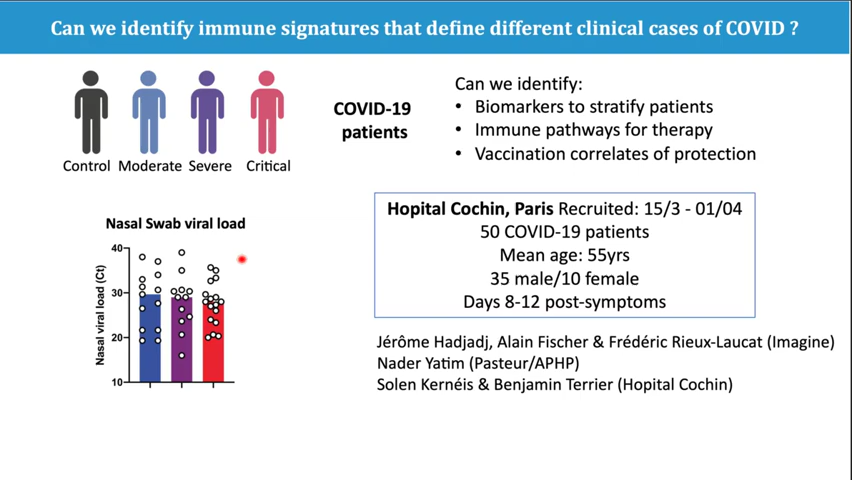 Can we identify immune signatures that define different clinical cases of COVID ?
Control Moderate Severe Critical
COVID-19
patients
Can we identify:
• Biomarkers to stratify patients
• Immune pathways for therapy
• Vaccination correlates of protection
Hopital Cochin, Paris Recruited: 15/3 - 01/04
50 COVID-19 patients
Mean age: 55yrs
35 male/10 female
Days 8-12 post-symptoms
Nasal Swab viral load
Nasal viral load (Ct)
40
30
20
10
Jérôme Hadjadj, Alain Fischer & Frédéric Rieux-Laucat (Imagine)
Nader Yatim (Pasteur/APHP)
Solen Kernéis & Benjamin Terrier (Hopital Cochin)